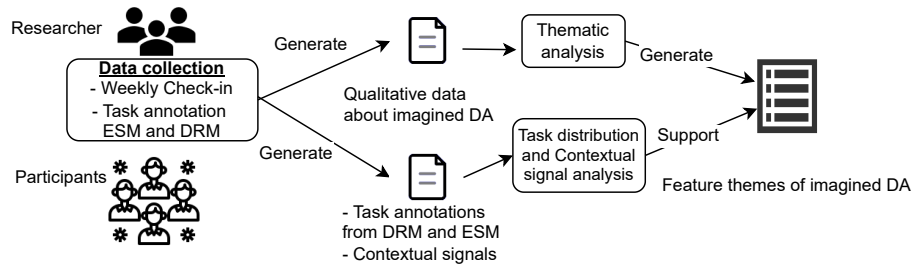 Researcher
Data collection
- Weekly Check-in
- Task annotation
ESM and DRM
Participants
Generate
Generate
Qualitative data
about imagined DA
- Task annotations
from DRM and ESM
- Contextual signals
Thematic
analysis
Task distribution
and Contextual
signal analysis
Generate
Support
Feature themes of imagined DA